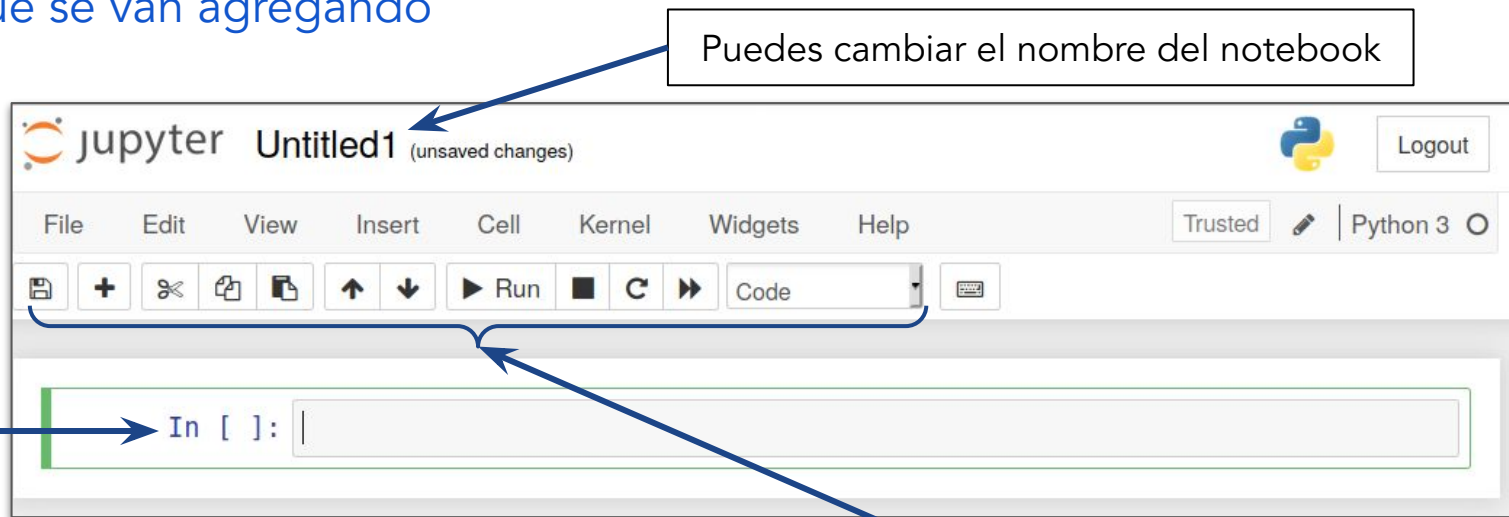 que se van agregando
Puedes cambiar el nombre del notebook
jupyter Untitled1 (unsaved changes)
Logout
File Edit View Insert Cell Kernel Widgets Help Trusted Python 3
Run Code
In [ ]: